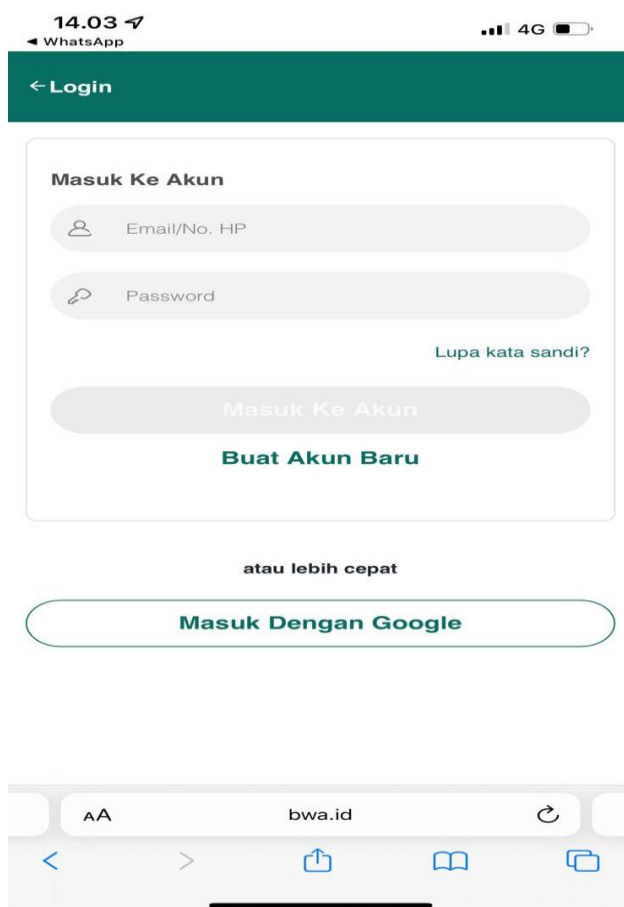 14.03
4G
◄ WhatsApp
←Login
Masuk Ke Akun
Email/No. HP
Password
Lupa kata sandi?
Masuk Ke Akun
Buat Akun Baru
atau lebih cepat
Masuk Dengan Google
AA bwa.id